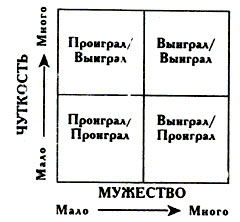 Много
ЧУТКОСТЬ
Мало
Проиграл/
Выиграл
Выиграл/
Выиграл
Проиграл/
Проиграл
Выиграл/
Проиграл
МУЖЕСТВО
Мало
Много